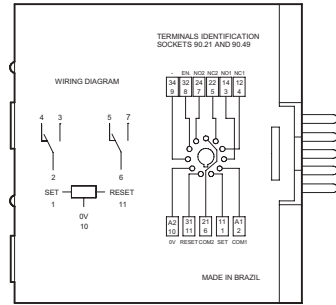 TERMINALS IDENTIFICATION
SOCKETS 90.21 AND 90.49
- EN. NO2 NC2 NO1 NC1
34 32 24 22 14 12
9 8 7 5 3 4
WIRING DIAGRAM
4 3 5 7
2 6
SET RESET
1 11
0V
10
A2 31 21 11 A1
10 11 6 1 2
0V RESET COM2 SET COM1
MADE IN BRAZIL